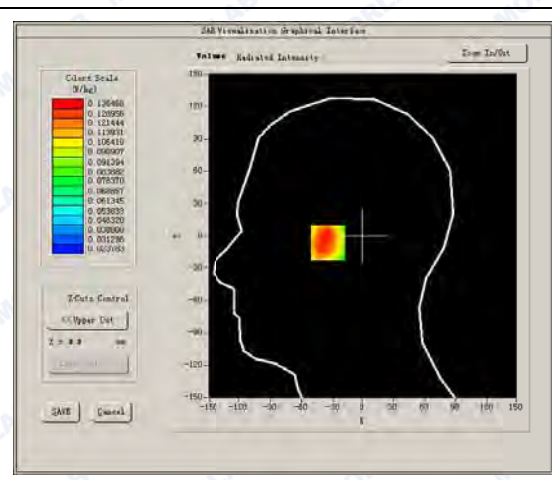 SAR Visualisation Graphical Interface
Volume Radiated Intensity
Zoom In/Out
Colors Scale
(W/kg)
0.128956
0.121444
0.113931
0.106419
0.098907
0.091394
0.083882
0.076370
0.068857
0.061345
0.053833
0.046320
0.038808
0.031296
0.023783
Z-Cuts Control
<<Upper Cut
Z = 0.0 mm
SAVE
Cancel
150
120
90
60
30
0
-30
-60
-90
-120
-150
-150 -120 -90 -60 -30 0 30 60 90 120 150
X